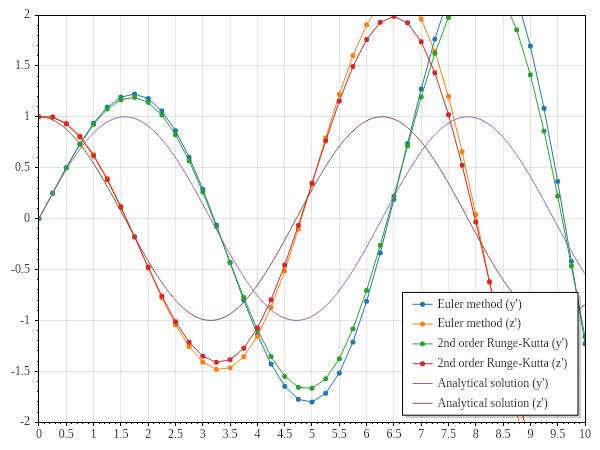 2
1.5
1
0.5
0
-0.5
-1
-1.5
-2
Euler method (y')
Euler method (z')
2nd order Runge-Kutta (y')
2nd order Runge-Kutta (z')
Analytical solution (y')
Analytical solution (z')
0 0.5 1 1.5 2 2.5 3 3.5 4 4.5 5 5.5 6 6.5 7 7.5 8 8.5 9 9.5 10